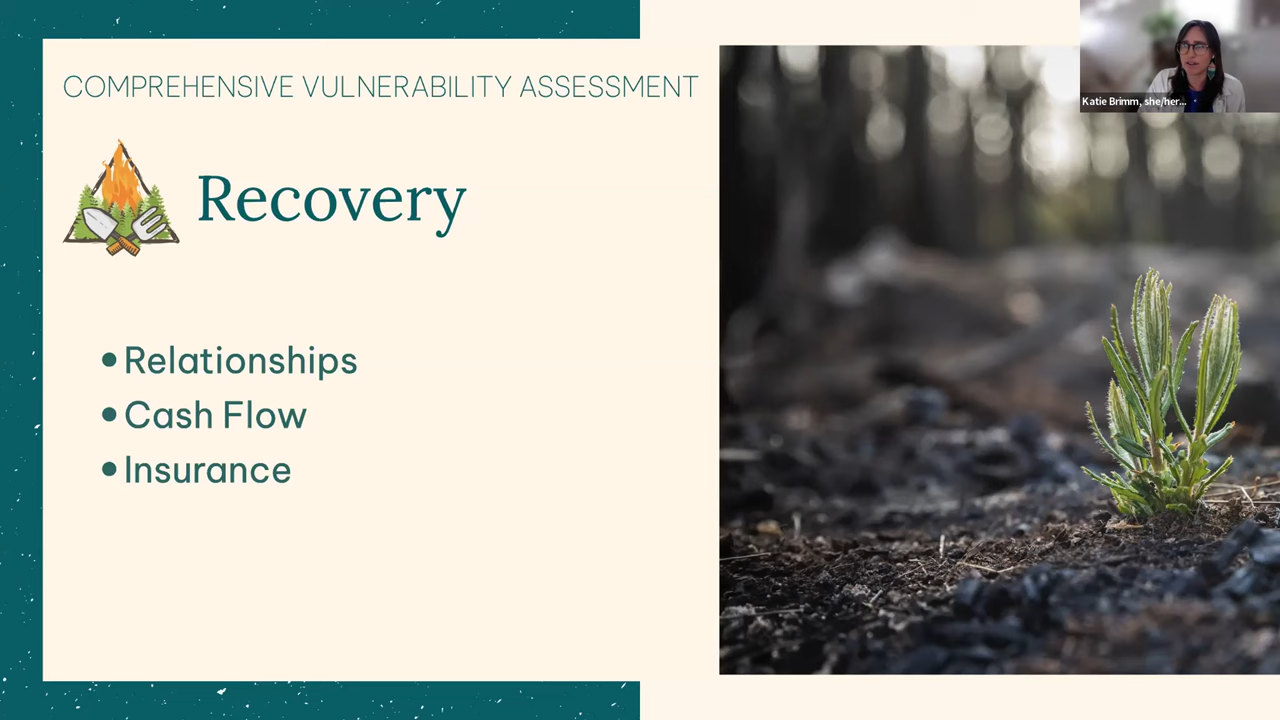 COMPREHENSIVE VULNERABILITY ASSESSMENT
Katie Brimm, she/her...
Recovery
• Relationships
• Cash Flow
• Insurance